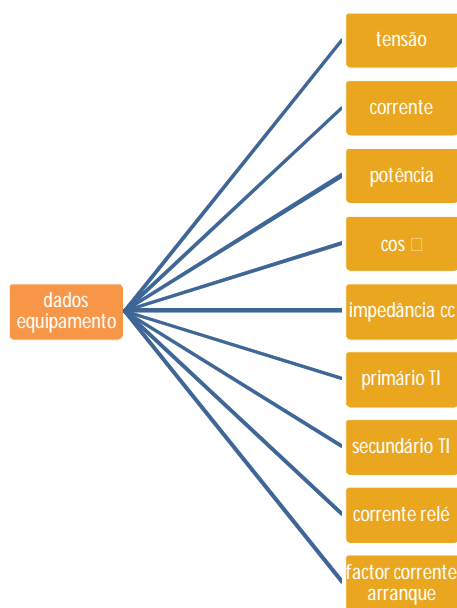 tensão
corrente
potência
cos □
dados
equipamento
impedância cc
primário TI
secundário TI
corrente relé
factor corrente
arranque